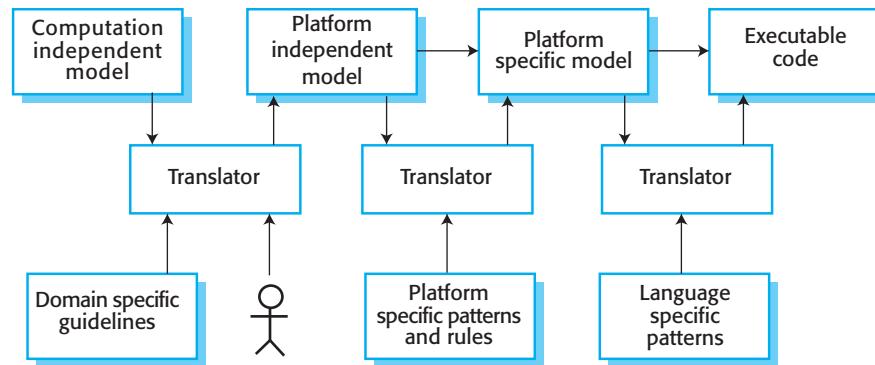 Computation
independent
model
Platform
independent
model
Platform
specific model
Executable
code
Translator
Translator
Translator
Domain specific
guidelines
Platform
specific patterns
and rules
Language
specific
patterns